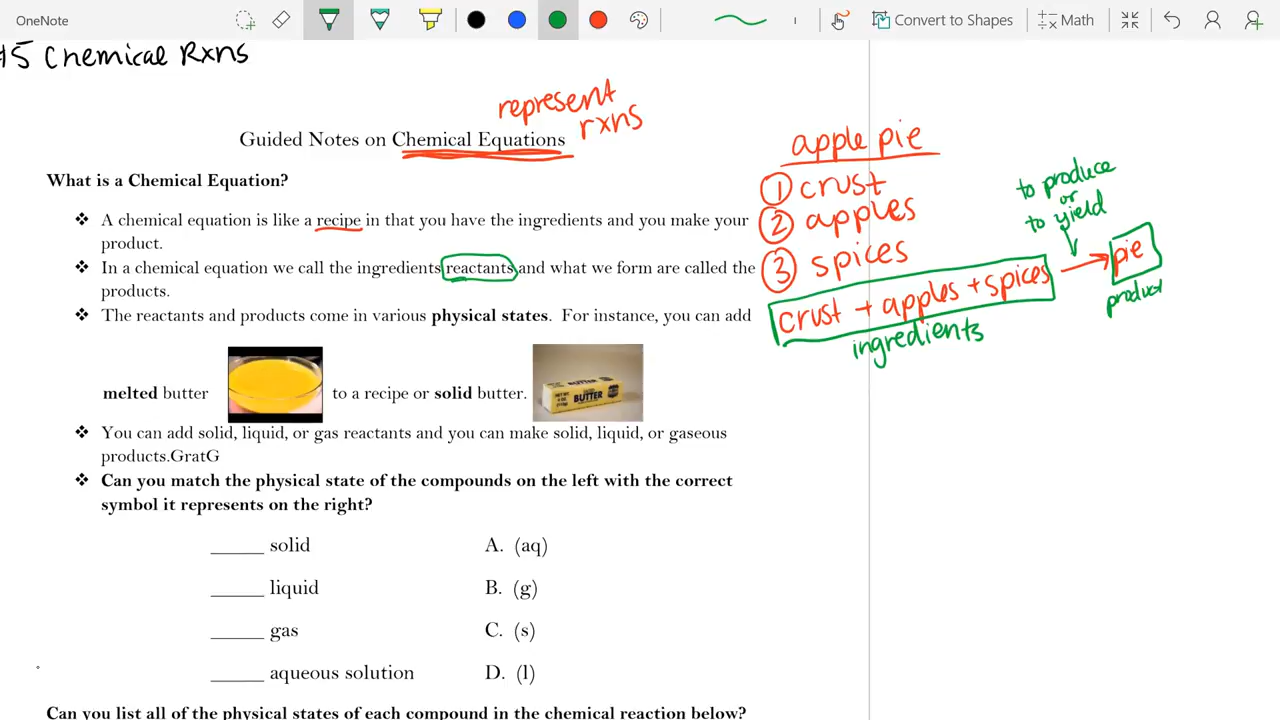 OneNote
Convert to Shapes
Math
#5 Chemical Rxns
represent
rxns
Guided Notes on Chemical Equations
What is a Chemical Equation?
❖ A chemical equation is like a recipe in that you have the ingredients and you make your
product.
❖ In a chemical equation we call the ingredients reactants and what we form are called the
products.
❖ The reactants and products come in various physical states. For instance, you can add
melted butter to a recipe or solid butter.
BUTTER
BUTTER
❖ You can add solid, liquid, or gas reactants and you can make solid, liquid, or gaseous
products.GratG
❖ Can you match the physical state of the compounds on the left with the correct
symbol it represents on the right?
_____ solid A. (aq)
_____ liquid B. (g)
_____ gas C. (s)
_____ aqueous solution D. (l)
Can you list all of the physical states of each compound in the chemical reaction below?
apple pie
① crust
② apples
③ spices
to produce
or
to yield
crust + apples + spices → pie
ingredients
product